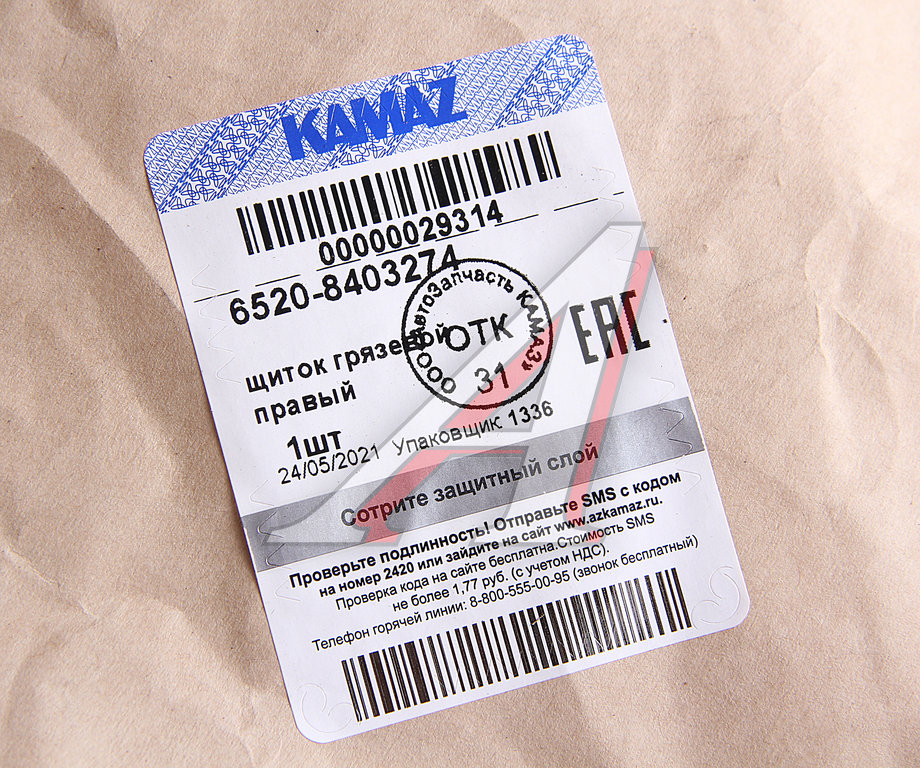 KAMAZ
00000029314
6520-8403274
щиток грязевой
правый
ООО "АвтоЗапчасть КАМАЗ"
ОТК
31
ЕАС
1шт
24/05/2021 Упаковщик: 1336
Сотрите защитный слой
Проверьте подлинность! Отправьте SMS с кодом
на номер 2420 или зайдите на сайт www.azkamaz.ru.
Проверка кода на сайте бесплатна.Стоимость SMS
не более 1,77 руб. (с учетом НДС).
Телефон горячей линии: 8-800-555-00-95 (звонок бесплатный)